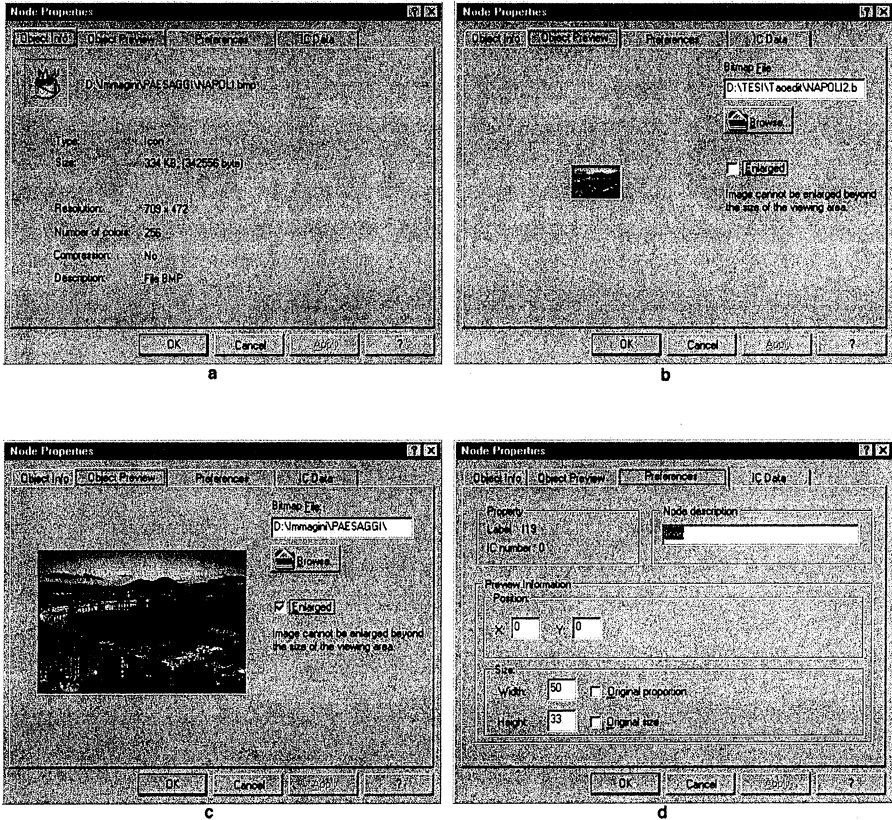 Node Properties
Object Info Object Preview Preferences IC Data
D:\Immagini\PAESAGGI\NAPOLI.bmp
Type: Icon
Size: 334 KB (342556 byte)
Resolution: 709 x 472
Number of colors: 256
Compression: No
Description: File BMP
OK Cancel Apply ?
a
Node Properties
Object Info Object Preview Preferences IC Data
Bitmap File:
D:\TESI\Taoedit\NAPOLI2.b
Browse...
Enlarged
Image cannot be enlarged beyond
the size of the viewing area.
OK Cancel Apply ?
b
Node Properties
Object Info Object Preview Preferences IC Data
Bitmap File:
D:\Immagini\PAESAGGI\
Browse...
Enlarged
Image cannot be enlarged beyond
the size of the viewing area.
OK Cancel Apply ?
c
Node Properties
Object Info Object Preview Preferences IC Data
Property
Label : I19
IC number : 0
Node description
Preview Information
Position:
X: 0 Y: 0
Size:
Width: 50 Original proportion
Height: 33 Original size
OK Cancel Apply ?
d